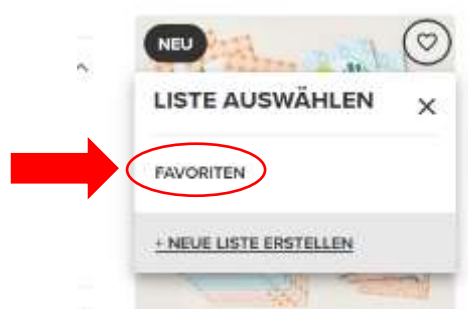 NEU
LISTE AUSWÄHLEN
FAVORITEN
+ NEUE LISTE ERSTELLEN